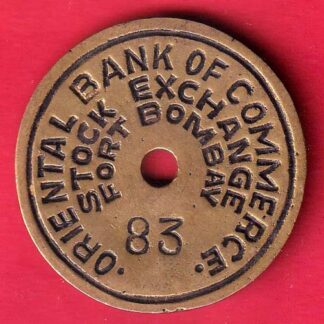 · ORIENTAL BANK OF COMMERCE ·
STOCK EXCHANGE
FORT BOMBAY
83